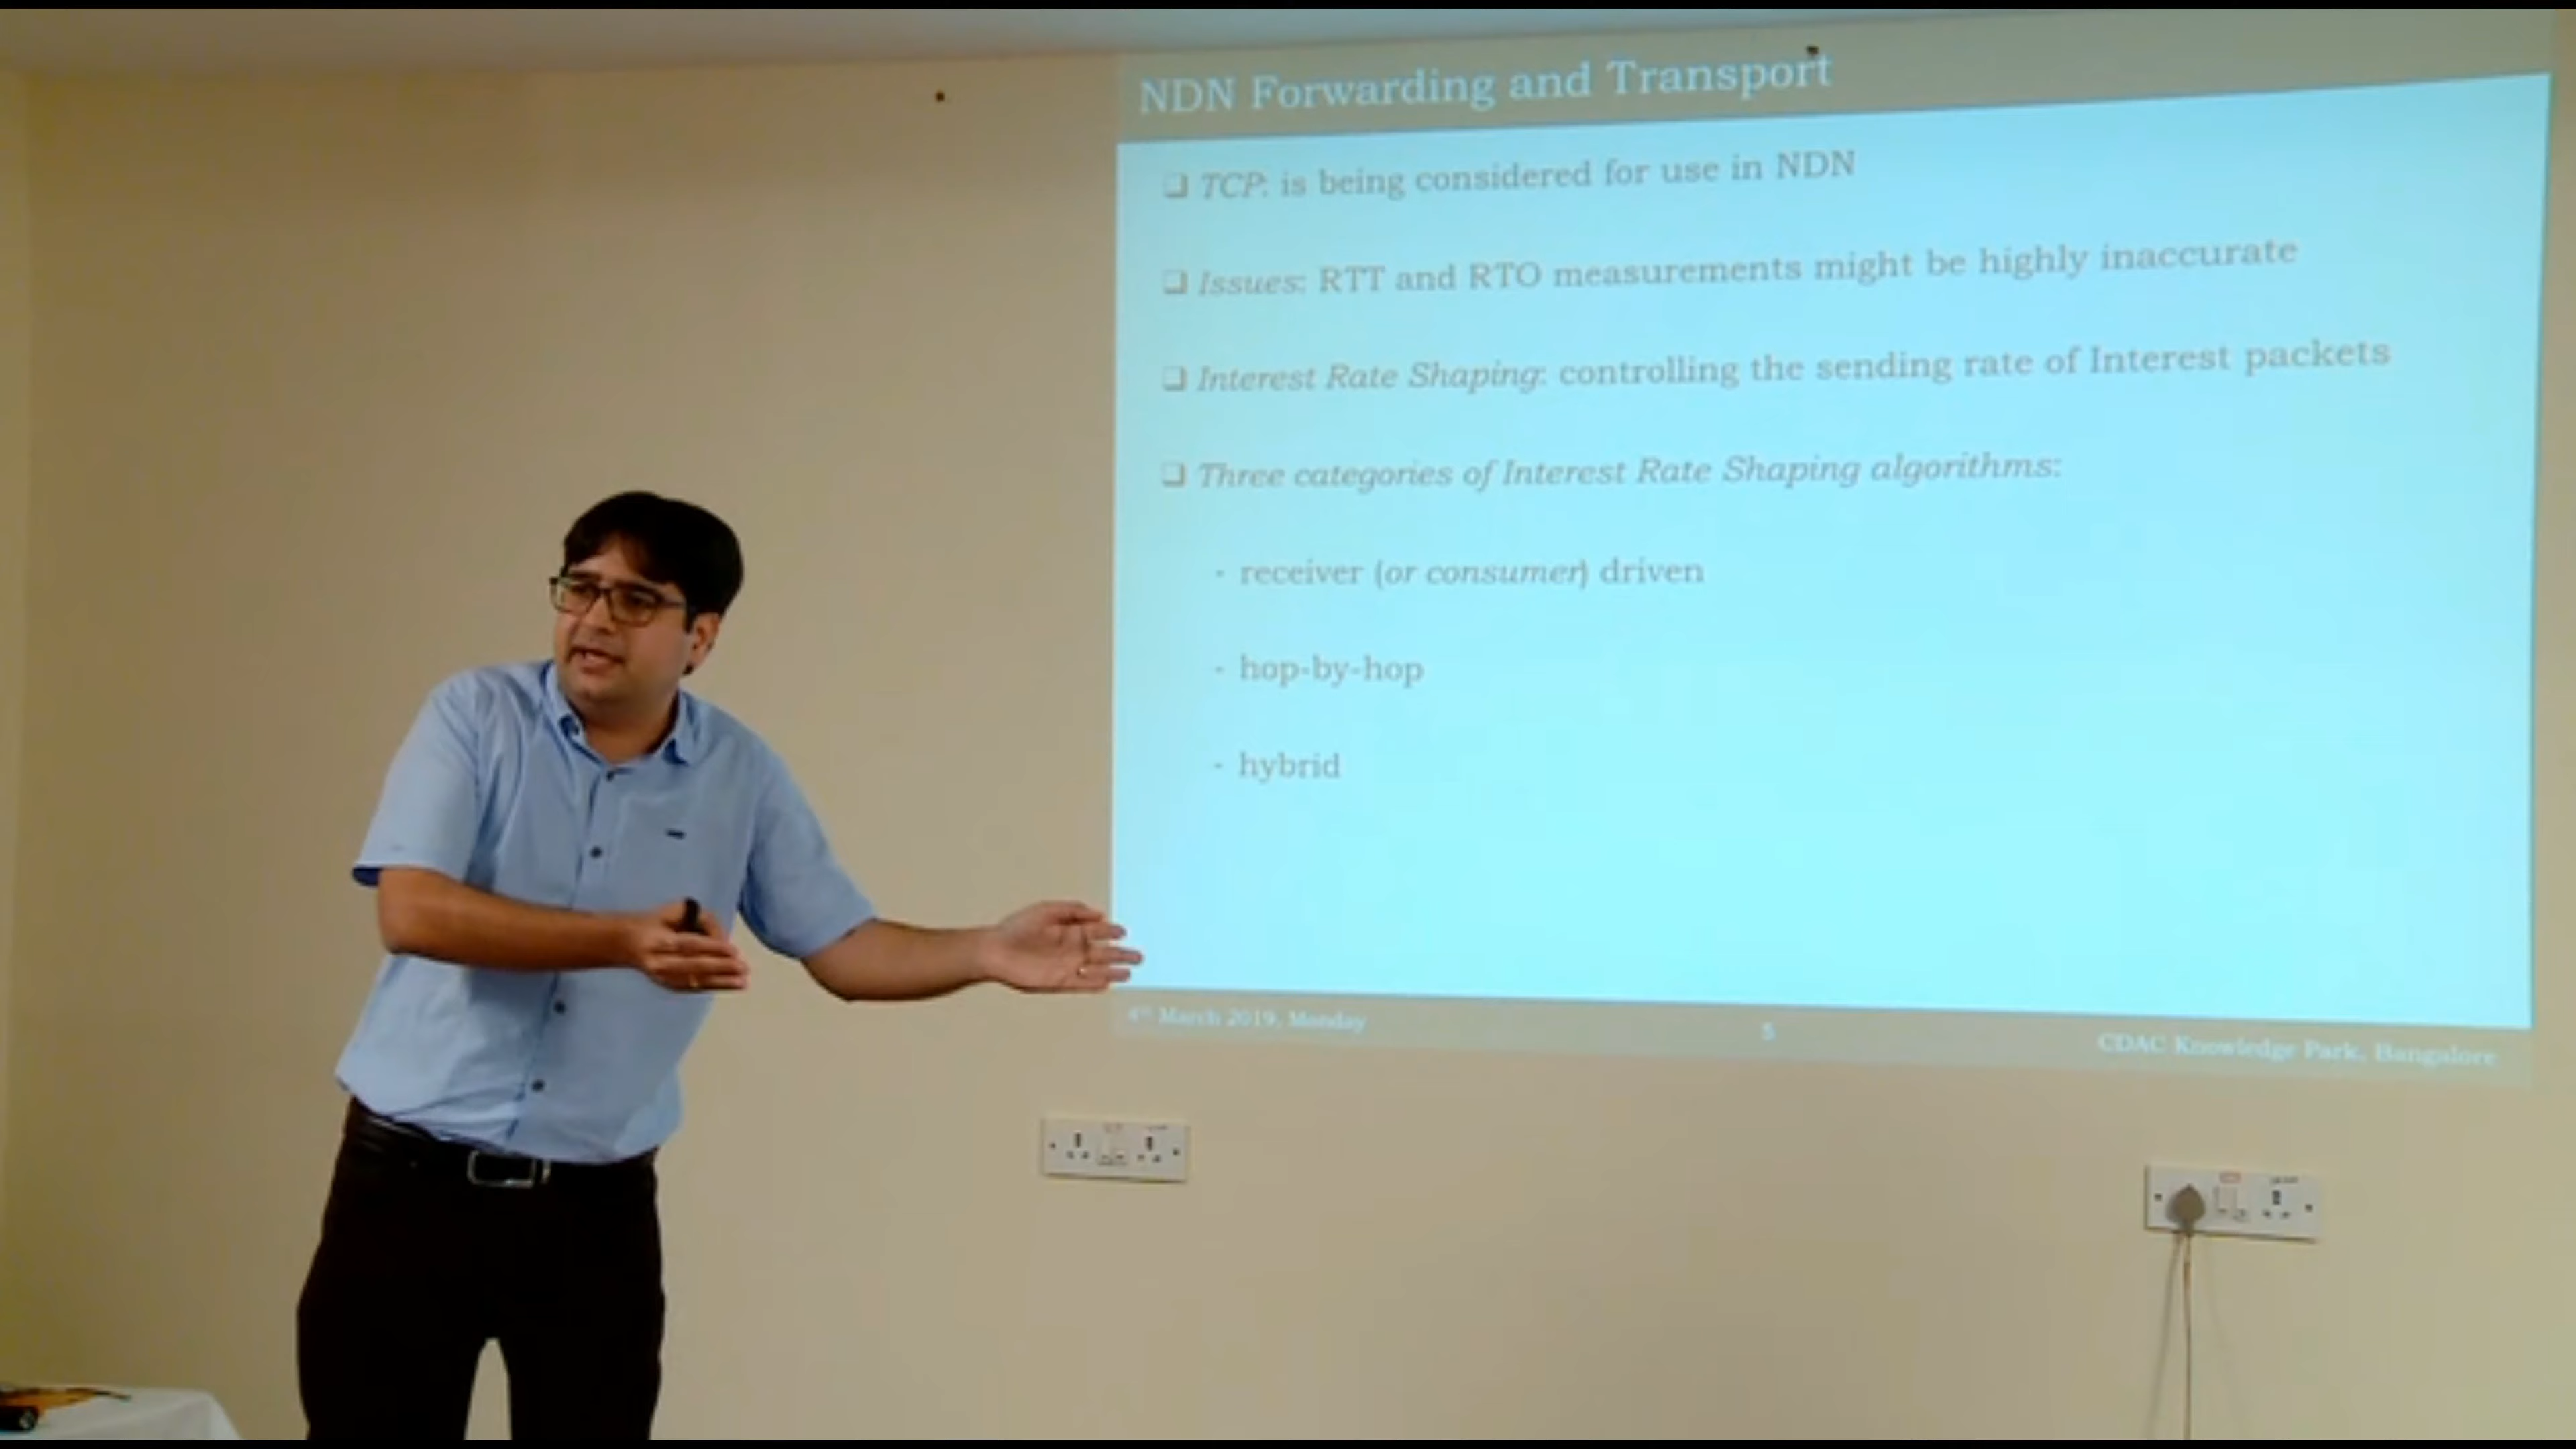 NDN Forwarding and Transport
❑ TCP: is being considered for use in NDN
❑ Issues: RTT and RTO measurements might be highly inaccurate
❑ Interest Rate Shaping: controlling the sending rate of Interest packets
❑ Three categories of Interest Rate Shaping algorithms:
- receiver (or consumer) driven
- hop-by-hop
- hybrid
4th March 2019, Monday
5
CDAC Knowledge Park, Bangalore